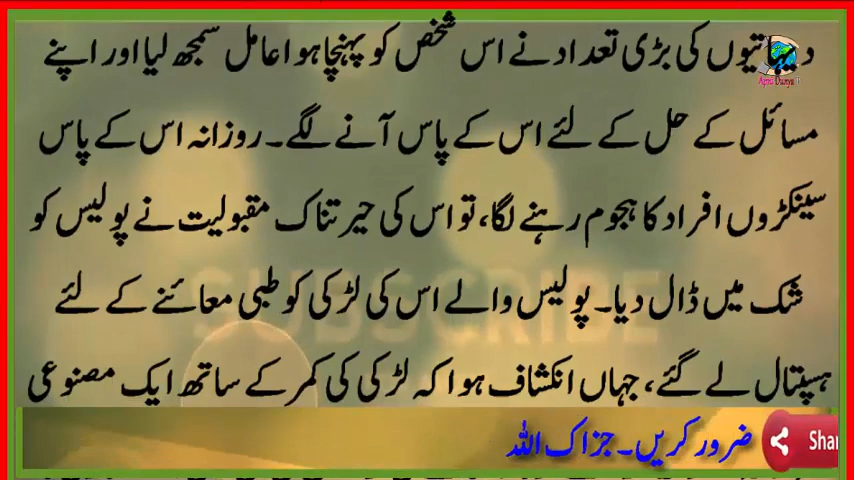 دیہاتیوں کی بڑی تعداد نے اس شخص کو پہنچا ہوا عامل سمجھ لیا اور اپنے
مسائل کے حل کے لئے اس کے پاس آنے لگے۔ روزانہ اس کے پاس
سینکڑوں افراد کا ہجوم رہنے لگا، تو اس کی حیرتناک مقبولیت نے پولیس کو
شک میں ڈال دیا۔ پولیس والے اس کی لڑکی کو طبی معائنے کے لئے
SUBSCRIBE
ہسپتال لے گئے، جہاں انکشاف ہوا کہ لڑکی کی کمر کے ساتھ ایک مصنوعی
ضرور کریں۔ جزاک اللہ
Shar